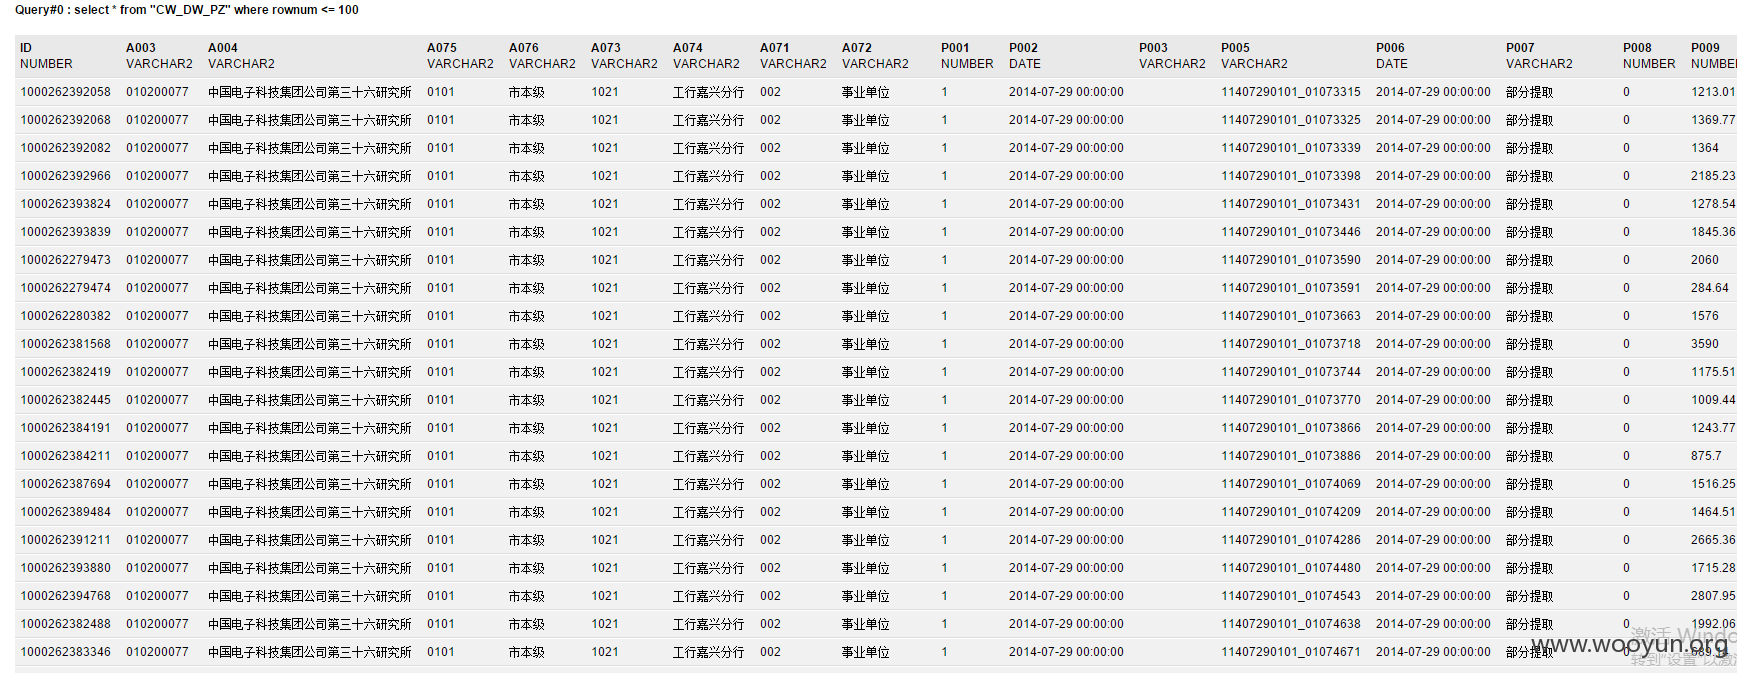 Query#0 : select * from "CW_DW_PZ" where rownum <= 100
ID A003 A004 A075 A076 A073 A074 A071 A072 P001 P002 P003 P005 P006 P007 P008 P009
NUMBER VARCHAR2 VARCHAR2 VARCHAR2 VARCHAR2 VARCHAR2 VARCHAR2 VARCHAR2 VARCHAR2 NUMBER DATE VARCHAR2 VARCHAR2 DATE VARCHAR2 NUMBER NUMBE
1000262392058 010200077 中国电子科技集团公司第三十六研究所 0101 市本级 1021 工行嘉兴分行 002 事业单位 1 2014-07-29 00:00:00 11407290101_01073315 2014-07-29 00:00:00 部分提取 0 1213.01
1000262392068 010200077 中国电子科技集团公司第三十六研究所 0101 市本级 1021 工行嘉兴分行 002 事业单位 1 2014-07-29 00:00:00 11407290101_01073325 2014-07-29 00:00:00 部分提取 0 1369.77
1000262392082 010200077 中国电子科技集团公司第三十六研究所 0101 市本级 1021 工行嘉兴分行 002 事业单位 1 2014-07-29 00:00:00 11407290101_01073339 2014-07-29 00:00:00 部分提取 0 1364
1000262392966 010200077 中国电子科技集团公司第三十六研究所 0101 市本级 1021 工行嘉兴分行 002 事业单位 1 2014-07-29 00:00:00 11407290101_01073398 2014-07-29 00:00:00 部分提取 0 2185.23
1000262393824 010200077 中国电子科技集团公司第三十六研究所 0101 市本级 1021 工行嘉兴分行 002 事业单位 1 2014-07-29 00:00:00 11407290101_01073431 2014-07-29 00:00:00 部分提取 0 1278.54
1000262393839 010200077 中国电子科技集团公司第三十六研究所 0101 市本级 1021 工行嘉兴分行 002 事业单位 1 2014-07-29 00:00:00 11407290101_01073446 2014-07-29 00:00:00 部分提取 0 1845.36
1000262279473 010200077 中国电子科技集团公司第三十六研究所 0101 市本级 1021 工行嘉兴分行 002 事业单位 1 2014-07-29 00:00:00 11407290101_01073590 2014-07-29 00:00:00 部分提取 0 2060
1000262279474 010200077 中国电子科技集团公司第三十六研究所 0101 市本级 1021 工行嘉兴分行 002 事业单位 1 2014-07-29 00:00:00 11407290101_01073591 2014-07-29 00:00:00 部分提取 0 284.64
1000262280382 010200077 中国电子科技集团公司第三十六研究所 0101 市本级 1021 工行嘉兴分行 002 事业单位 1 2014-07-29 00:00:00 11407290101_01073663 2014-07-29 00:00:00 部分提取 0 1576
1000262381568 010200077 中国电子科技集团公司第三十六研究所 0101 市本级 1021 工行嘉兴分行 002 事业单位 1 2014-07-29 00:00:00 11407290101_01073718 2014-07-29 00:00:00 部分提取 0 3590
1000262382419 010200077 中国电子科技集团公司第三十六研究所 0101 市本级 1021 工行嘉兴分行 002 事业单位 1 2014-07-29 00:00:00 11407290101_01073744 2014-07-29 00:00:00 部分提取 0 1175.51
1000262382445 010200077 中国电子科技集团公司第三十六研究所 0101 市本级 1021 工行嘉兴分行 002 事业单位 1 2014-07-29 00:00:00 11407290101_01073770 2014-07-29 00:00:00 部分提取 0 1009.44
1000262384191 010200077 中国电子科技集团公司第三十六研究所 0101 市本级 1021 工行嘉兴分行 002 事业单位 1 2014-07-29 00:00:00 11407290101_01073866 2014-07-29 00:00:00 部分提取 0 1243.77
1000262384211 010200077 中国电子科技集团公司第三十六研究所 0101 市本级 1021 工行嘉兴分行 002 事业单位 1 2014-07-29 00:00:00 11407290101_01073886 2014-07-29 00:00:00 部分提取 0 875.7
1000262387694 010200077 中国电子科技集团公司第三十六研究所 0101 市本级 1021 工行嘉兴分行 002 事业单位 1 2014-07-29 00:00:00 11407290101_01074069 2014-07-29 00:00:00 部分提取 0 1516.25
1000262389484 010200077 中国电子科技集团公司第三十六研究所 0101 市本级 1021 工行嘉兴分行 002 事业单位 1 2014-07-29 00:00:00 11407290101_01074209 2014-07-29 00:00:00 部分提取 0 1464.51
1000262391211 010200077 中国电子科技集团公司第三十六研究所 0101 市本级 1021 工行嘉兴分行 002 事业单位 1 2014-07-29 00:00:00 11407290101_01074286 2014-07-29 00:00:00 部分提取 0 2665.36
1000262393880 010200077 中国电子科技集团公司第三十六研究所 0101 市本级 1021 工行嘉兴分行 002 事业单位 1 2014-07-29 00:00:00 11407290101_01074480 2014-07-29 00:00:00 部分提取 0 1715.28
1000262394768 010200077 中国电子科技集团公司第三十六研究所 0101 市本级 1021 工行嘉兴分行 002 事业单位 1 2014-07-29 00:00:00 11407290101_01074543 2014-07-29 00:00:00 部分提取 0 2807.95
1000262382488 010200077 中国电子科技集团公司第三十六研究所 0101 市本级 1021 工行嘉兴分行 002 事业单位 1 2014-07-29 00:00:00 11407290101_01074638 2014-07-29 00:00:00 部分提取 0 1992.06
1000262383346 010200077 中国电子科技集团公司第三十六研究所 0101 市本级 1021 工行嘉兴分行 002 事业单位 1 2014-07-29 00:00:00 11407290101_01074671 2014-07-29 00:00:00 部分提取 0
激活 Windo
www.wooyun.org
转到"设置"以激